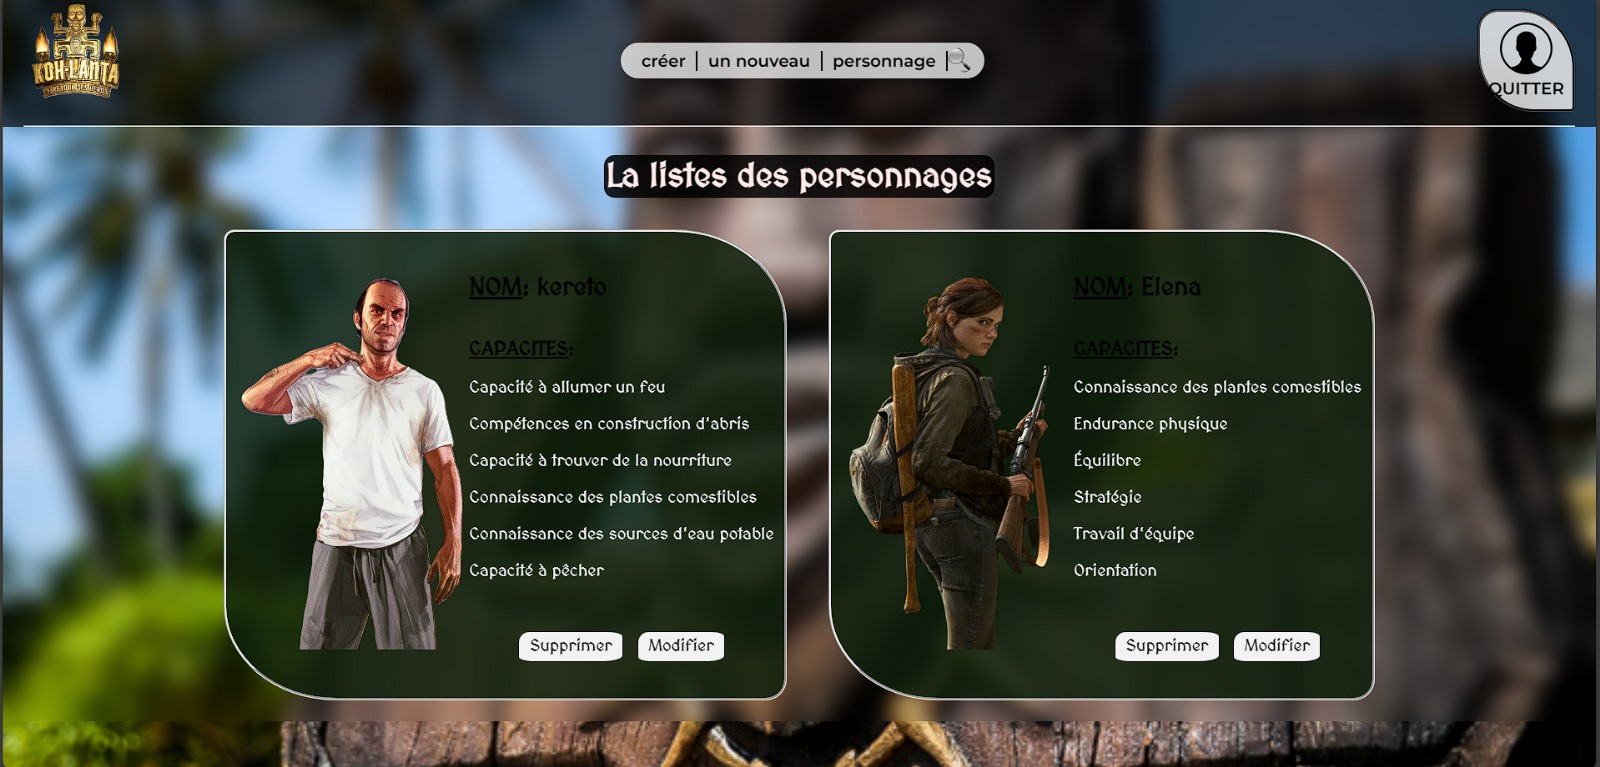 KOH-LANTA
créer | un nouveau | personnage
QUITTER
La listes des personnages
NOM: kereto
CAPACITES:
Capacité à allumer un feu
Compétences en construction d'abris
Capacité à trouver de la nourriture
Connaissance des plantes comestibles
Connaissance des sources d'eau potable
Capacité à pêcher
Supprimer Modifier
NOM: Elena
CAPACITES:
Connaissance des plantes comestibles
Endurance physique
Équilibre
Stratégie
Travail d'équipe
Orientation
Supprimer Modifier